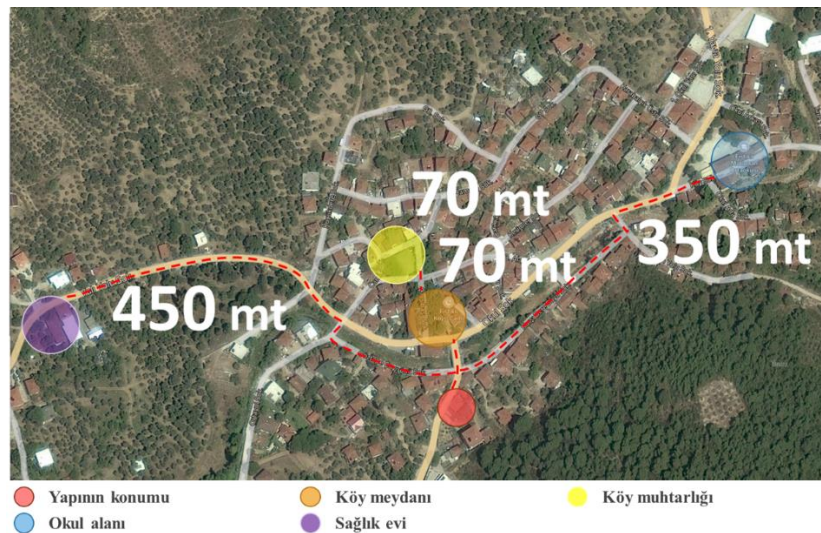 70 mt
70 mt
350 mt
450 mt
Yapının konumu
Köy meydanı
Köy muhtarlığı
Okul alanı
Sağlık evi